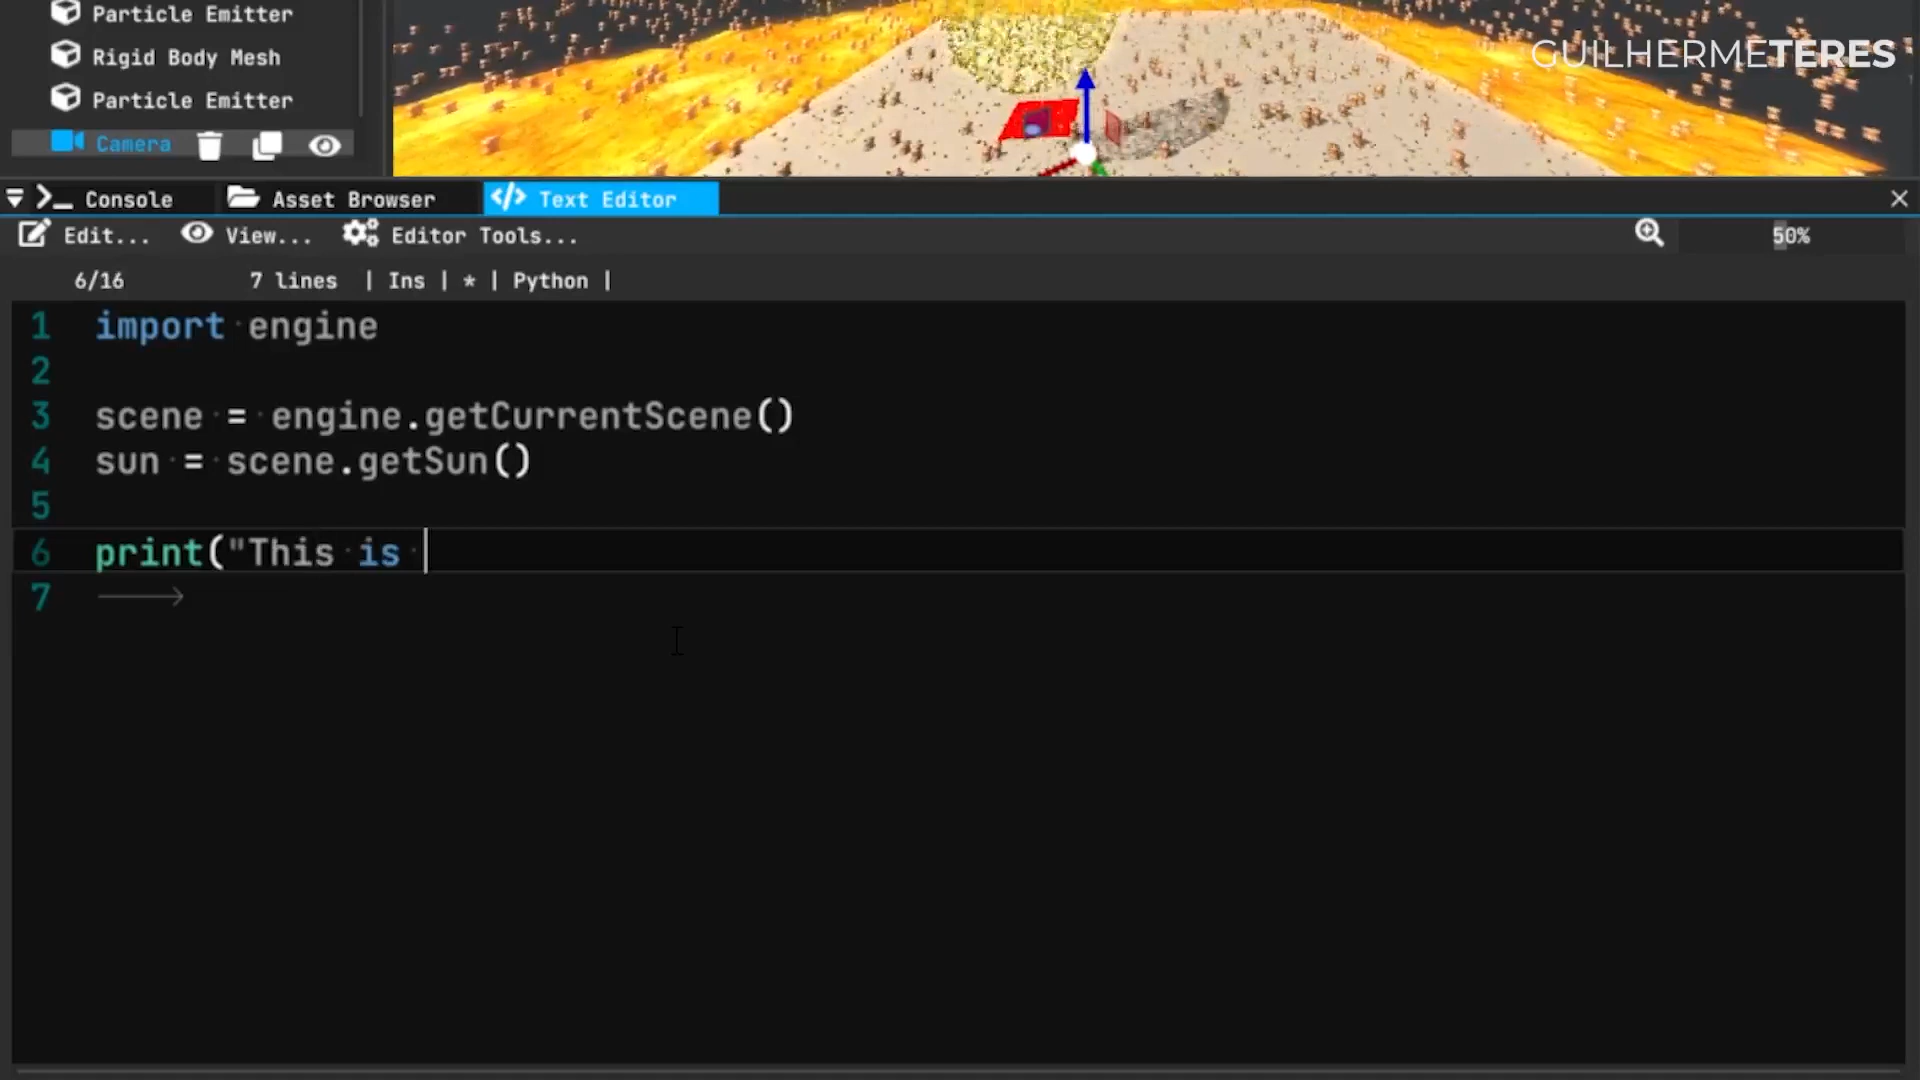 Particle Emitter
GUILHERMETERES
Rigid Body Mesh
Particle Emitter
Camera
Console Asset Browser </> Text Editor
Edit... View... Editor Tools... 50%
6/16 7 lines | Ins | * | Python |
1 import engine
2
3 scene = engine.getCurrentScene()
4 sun = scene.getSun()
5
6 print("This is
7